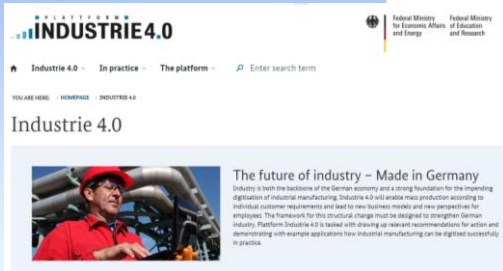 PLATTFORM
INDUSTRIE 4.0
Federal Ministry for Economic Affairs and Energy
Federal Ministry of Education and Research
Industrie 4.0 In practice The platform Enter search term
YOU ARE HERE: HOMEPAGE INDUSTRIE 4.0
Industrie 4.0
The future of industry – Made in Germany
Industry is both the backbone of the German economy and a strong foundation for the impending
digitisation of industrial manufacturing. Industrie 4.0 will enable mass production according to
individual customer requirements and lead to new business models and new perspectives for
employees. The framework for this structural change must be designed to strengthen German
industry. Plattform Industrie 4.0 is tasked with drawing up relevant recommendations for action and
demonstrating with example applications how industrial manufacturing can be digitised successfully
in practice.